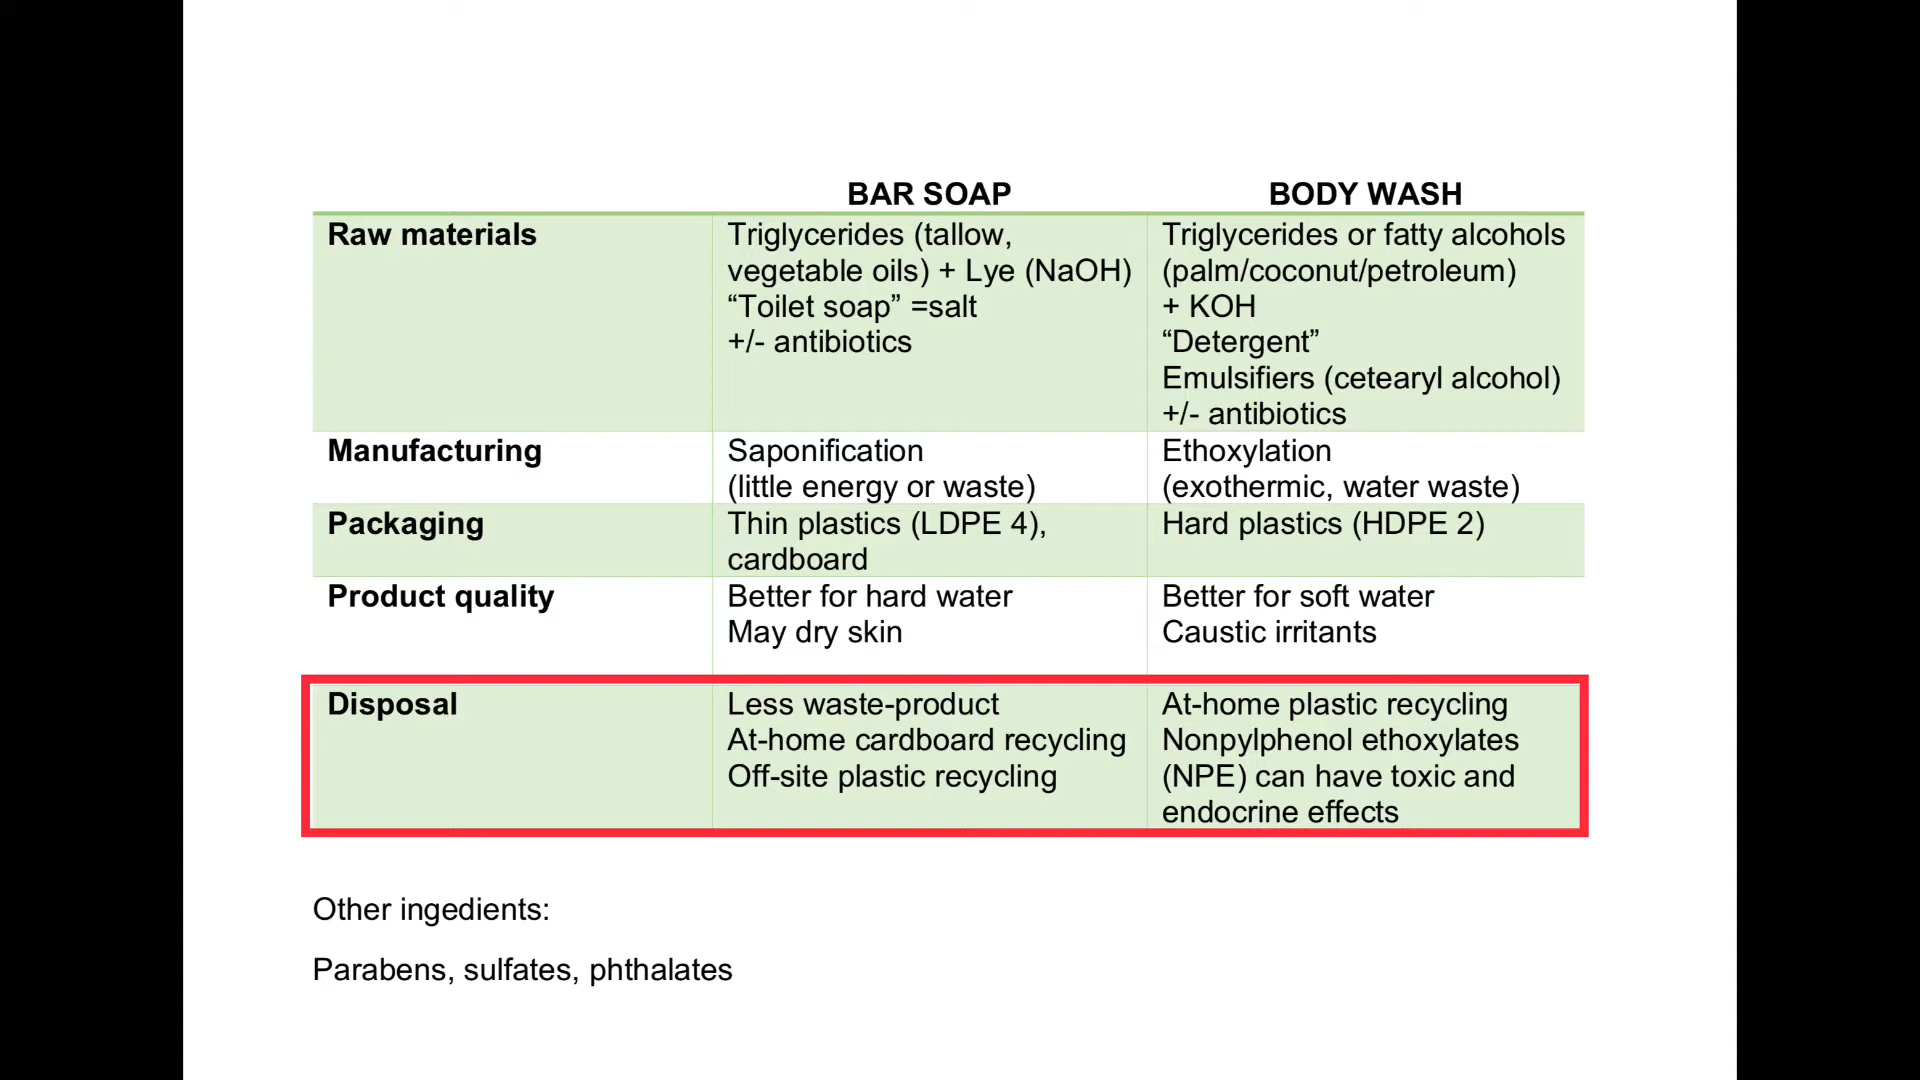 BAR SOAP BODY WASH
Raw materials
Triglycerides (tallow,
vegetable oils) + Lye (NaOH)
“Toilet soap” =salt
+/- antibiotics
Triglycerides or fatty alcohols
(palm/coconut/petroleum)
+ KOH
“Detergent”
Emulsifiers (cetearyl alcohol)
+/- antibiotics
Manufacturing
Saponification
(little energy or waste)
Ethoxylation
(exothermic, water waste)
Packaging
Thin plastics (LDPE 4),
cardboard
Hard plastics (HDPE 2)
Product quality
Better for hard water
May dry skin
Better for soft water
Caustic irritants
Disposal
Less waste-product
At-home cardboard recycling
Off-site plastic recycling
At-home plastic recycling
Nonpylphenol ethoxylates
(NPE) can have toxic and
endocrine effects
Other ingedients:
Parabens, sulfates, phthalates